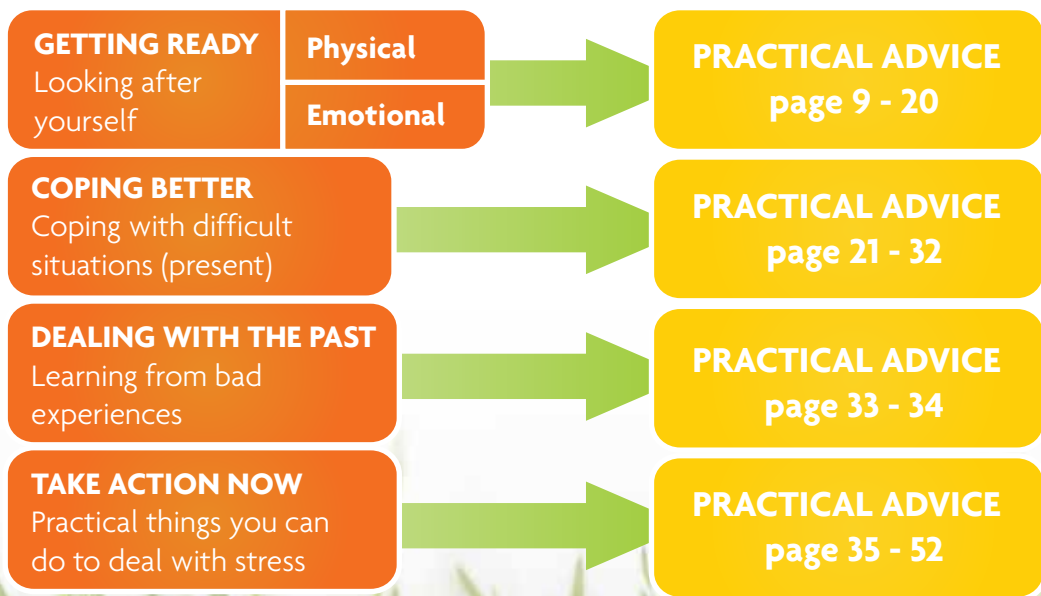 GETTING READY
Looking after
yourself
Physical
Emotional
PRACTICAL ADVICE
page 9 - 20
COPING BETTER
Coping with difficult
situations (present)
PRACTICAL ADVICE
page 21 - 32
DEALING WITH THE PAST
Learning from bad
experiences
PRACTICAL ADVICE
page 33 - 34
TAKE ACTION NOW
Practical things you can
do to deal with stress
PRACTICAL ADVICE
page 35 - 52